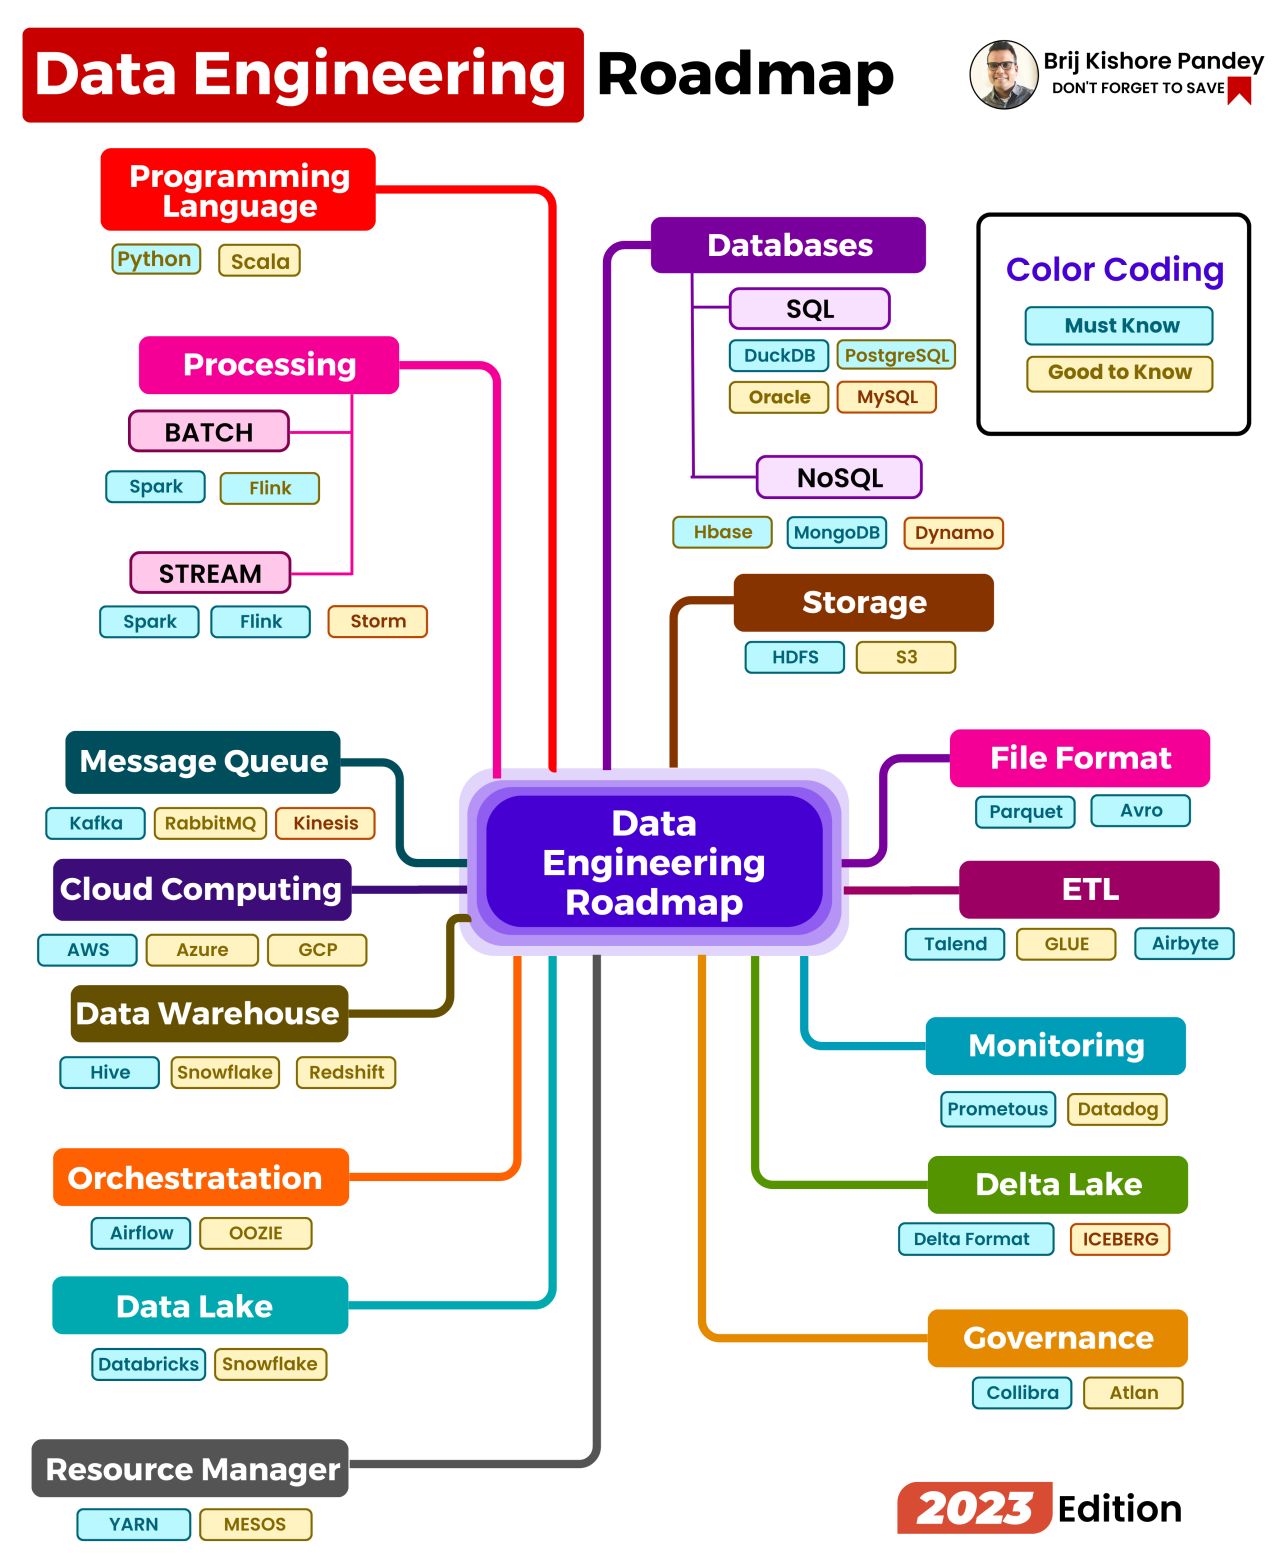 Data Engineering Roadmap
Brij Kishore Pandey
DON'T FORGET TO SAVE
Programming
Language
Python Scala
Processing
BATCH
Spark Flink
STREAM
Spark Flink Storm
Databases
SQL
DuckDB PostgreSQL
Oracle MySQL
NoSQL
Hbase MongoDB Dynamo
Color Coding
Must Know
Good to Know
Storage
HDFS S3
Message Queue
Kafka RabbitMQ Kinesis
Cloud Computing
AWS Azure GCP
Data Warehouse
Hive Snowflake Redshift
Data
Engineering
Roadmap
File Format
Parquet Avro
ETL
Talend GLUE Airbyte
Monitoring
Prometous Datadog
Orchestratation
Airflow OOZIE
Delta Lake
Delta Format ICEBERG
Data Lake
Databricks Snowflake
Governance
Collibra Atlan
Resource Manager
YARN MESOS
2023 Edition